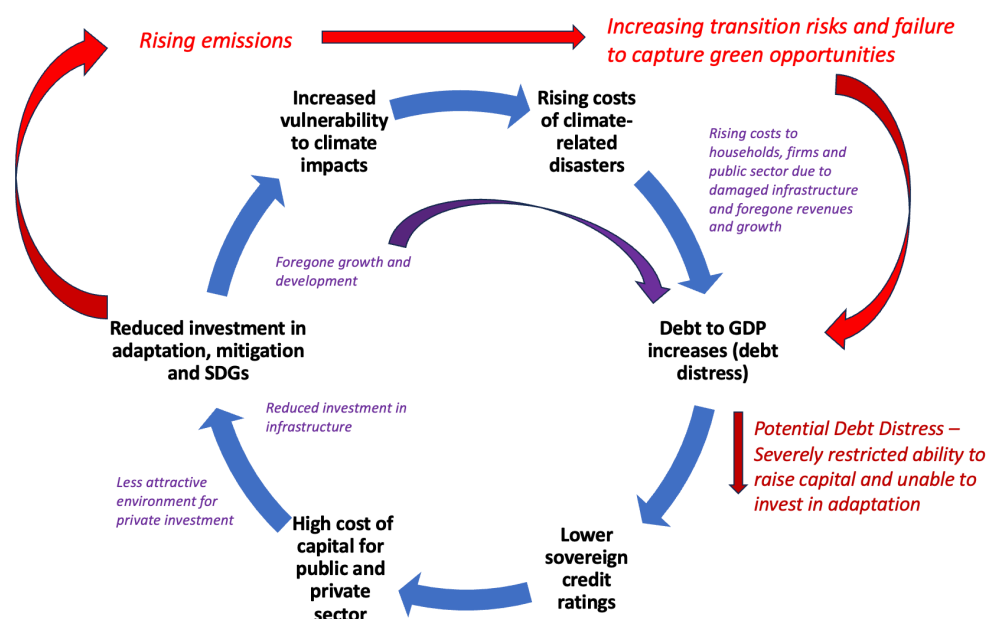 Rising emissions
Increasing transition risks and failure
to capture green opportunities
Increased
vulnerability
to climate
impacts
Rising costs
of climate-
related
disasters
Rising costs to
households, firms and
public sector due to
damaged infrastructure
and foregone revenues
and growth
Foregone growth and
development
Reduced investment in
adaptation, mitigation
and SDGs
Debt to GDP
increases (debt
distress)
Reduced investment in
infrastructure
Potential Debt Distress –
Severely restricted ability to
raise capital and unable to
invest in adaptation
Less attractive
environment for
private investment
High cost of
capital for
public and
private
sector
Lower
sovereign
credit
ratings